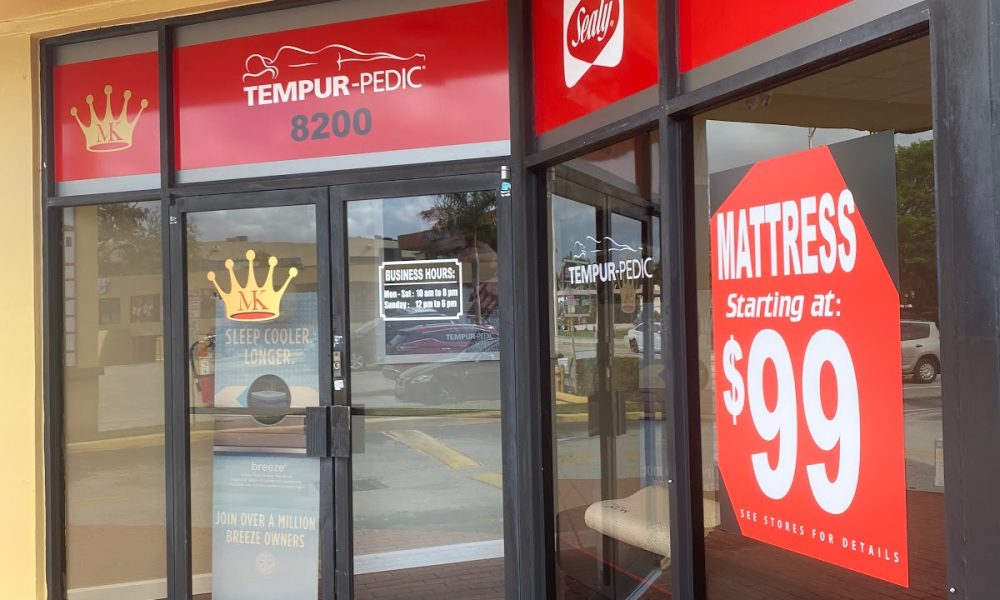 MK
TEMPUR-PEDIC®
8200
Sealy
MK
SLEEP COOLER.
LONGER.
breeze°
JOIN OVER A MILLION
BREEZE OWNERS
BUSINESS HOURS:
Mon - Sat : 10 am to 8 pm
Sunday : 12 pm to 6 pm
TEMPUR-PEDIC
TEMPUR-PEDIC
MATTRESS
Starting at:
$99
SEE STORES FOR DETAILS